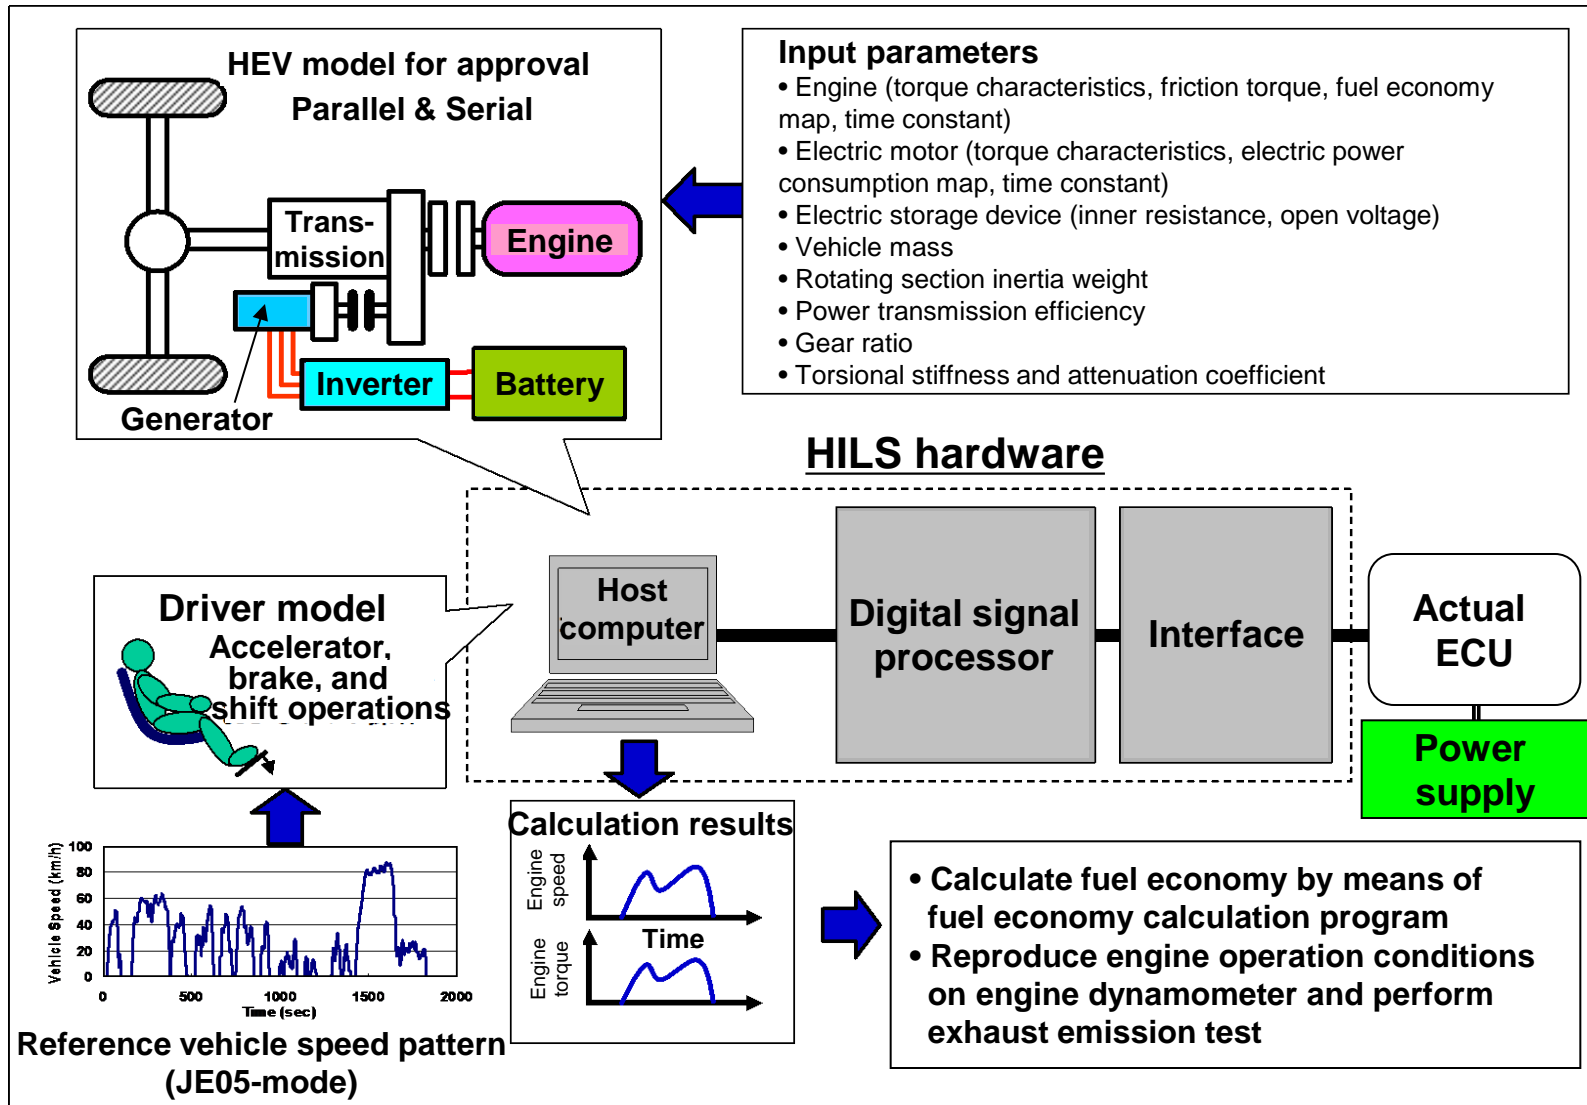 HEV model for approval
Parallel & Serial
Trans-
mission
Engine
Inverter
Battery
Generator
Input parameters
• Engine (torque characteristics, friction torque, fuel economy
map, time constant)
• Electric motor (torque characteristics, electric power
consumption map, time constant)
• Electric storage device (inner resistance, open voltage)
• Vehicle mass
• Rotating section inertia weight
• Power transmission efficiency
• Gear ratio
• Torsional stiffness and attenuation coefficient
HILS hardware
Host
computer
Digital signal
processor
Interface
Actual
ECU
Power
supply
Driver model
Accelerator,
brake, and
shift operations
Vehicle Speed (km/h)
100
80
60
40
20
0
0
500
1000
1500
2000
Time (sec)
Reference vehicle speed pattern
(JE05-mode)
Calculation results
Engine
speed
Time
Engine
torque
• Calculate fuel economy by means of
fuel economy calculation program
• Reproduce engine operation conditions
on engine dynamometer and perform
exhaust emission test